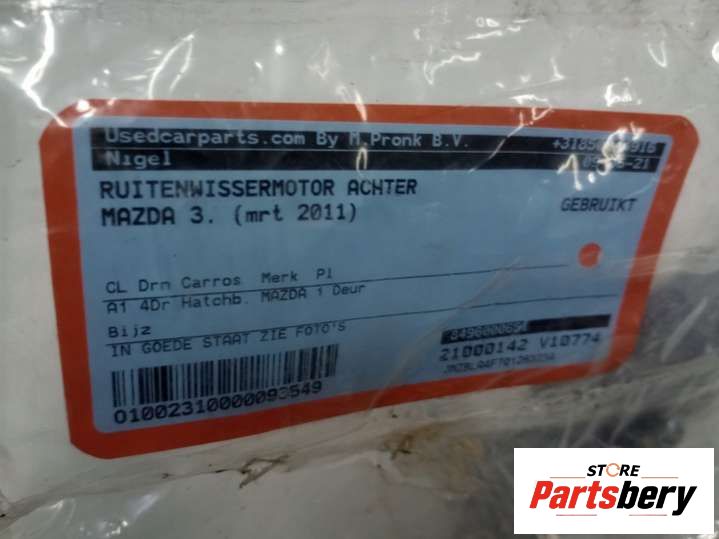 Usedcarparts.com By M.Pronk B.V.
Nigel
RUITENWISSERMOTOR ACHTER
MAZDA 3. (mrt 2011)
GEBRUIKT
CL Drn Carros Merk Pl
A1 4Dr Hatchb. MAZDA 1 Deur
Bijz
IN GOEDE STAAT ZIE FOTO'S
21000142 V10774
01002310000093549
STORE
Partsbery